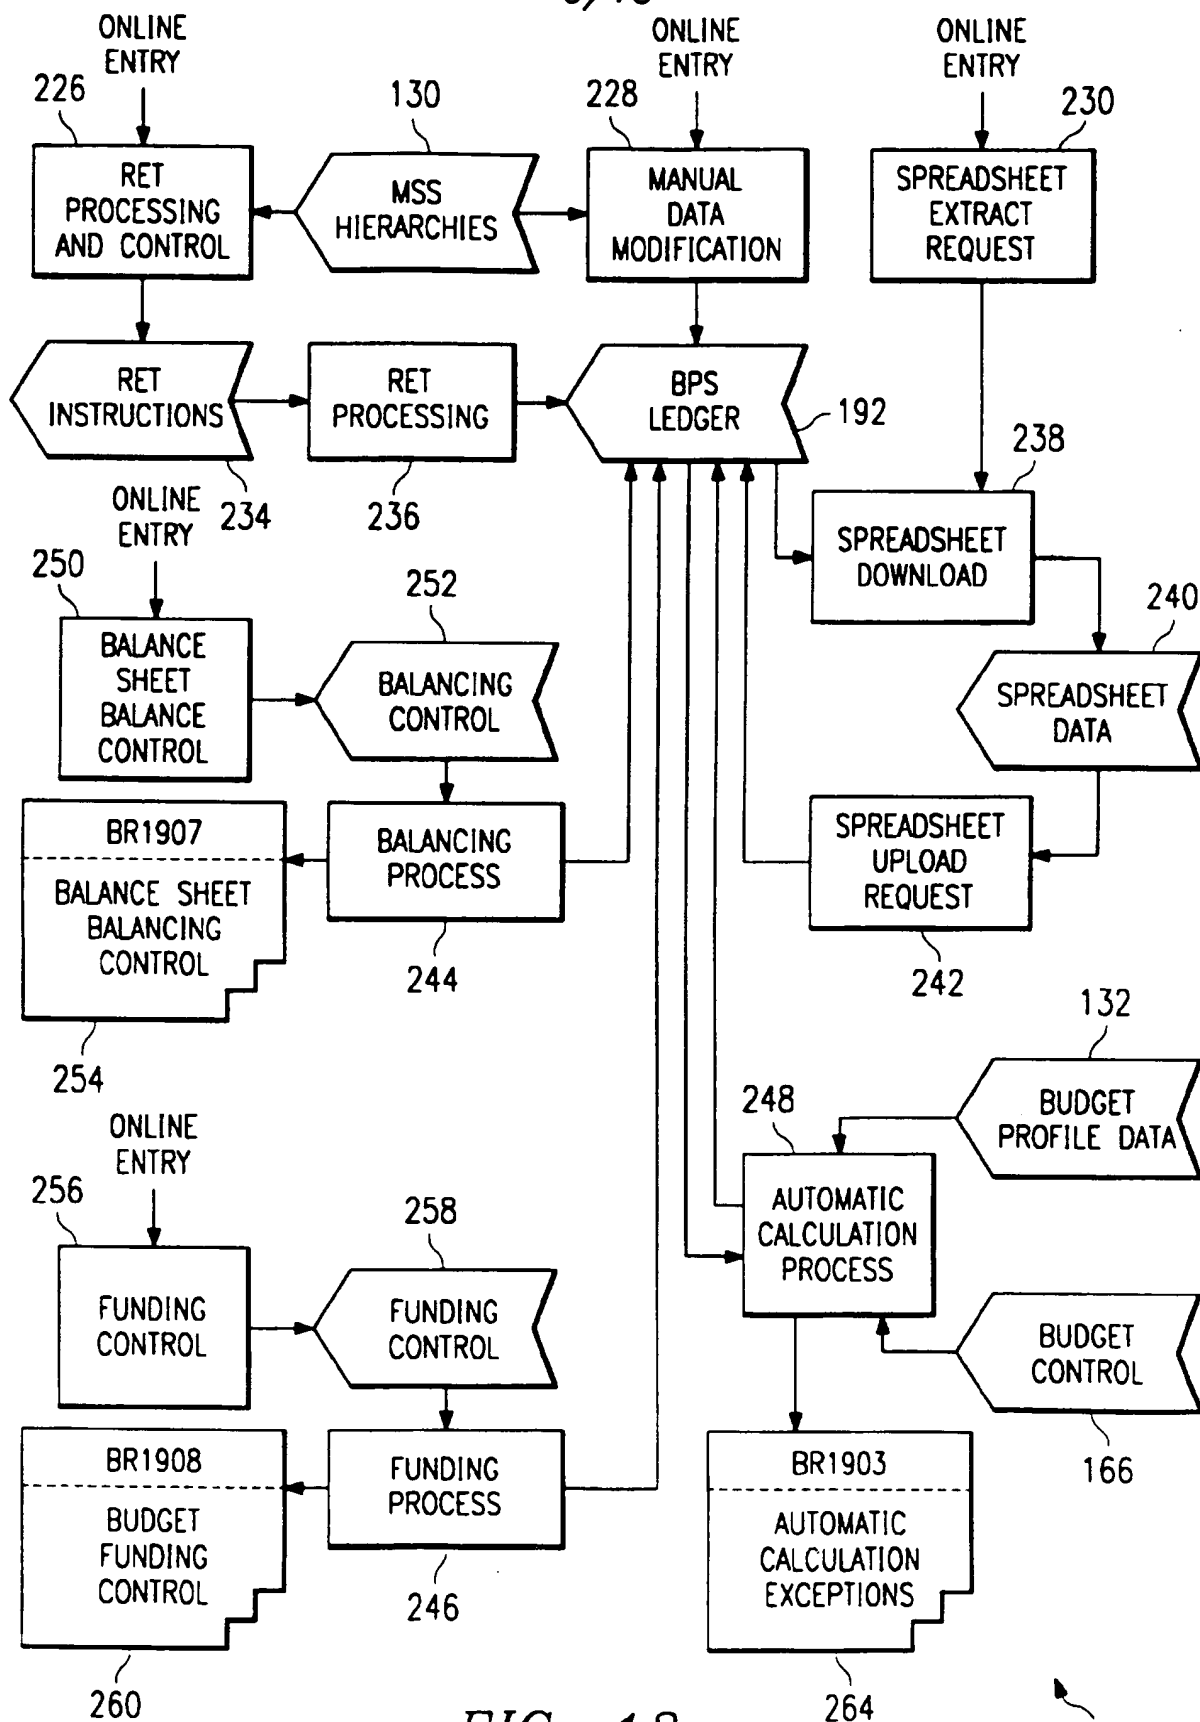 ONLINE
ENTRY
ONLINE
ENTRY
ONLINE
ENTRY
226
130
228
230
RET
PROCESSING
AND CONTROL
MSS
HIERARCHIES
MANUAL
DATA
MODIFICATION
SPREADSHEET
EXTRACT
REQUEST
RET
INSTRUCTIONS
RET
PROCESSING
BPS
LEDGER
192
234
236
238
ONLINE
ENTRY
SPREADSHEET
DOWNLOAD
250
252
240
BALANCE
SHEET
BALANCE
CONTROL
BALANCING
CONTROL
SPREADSHEET
DATA
BR1907
BALANCE SHEET
BALANCING
CONTROL
BALANCING
PROCESS
SPREADSHEET
UPLOAD
REQUEST
244
242
254
132
ONLINE
ENTRY
248
BUDGET
PROFILE DATA
256
258
AUTOMATIC
CALCULATION
PROCESS
FUNDING
CONTROL
FUNDING
CONTROL
BUDGET
CONTROL
166
BR1908
BUDGET
FUNDING
CONTROL
FUNDING
PROCESS
BR1903
AUTOMATIC
CALCULATION
EXCEPTIONS
246
260
264